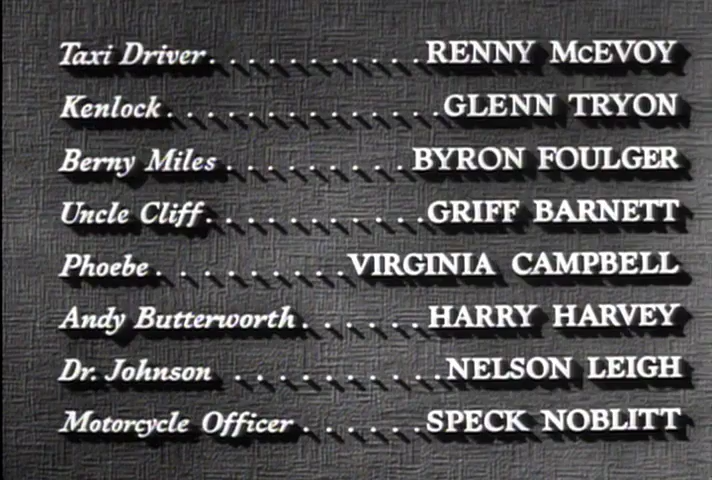 Taxi Driver...........RENNY McEVOY
Kenlock..............GLENN TRYON
Berny Miles.........BYRON FOULGER
Uncle Cliff...........GRIFF BARNETT
Phoebe.........VIRGINIA CAMPBELL
Andy Butterworth......HARRY HARVEY
Dr. Johnson..........NELSON LEIGH
Motorcycle Officer......SPECK NOBLITT